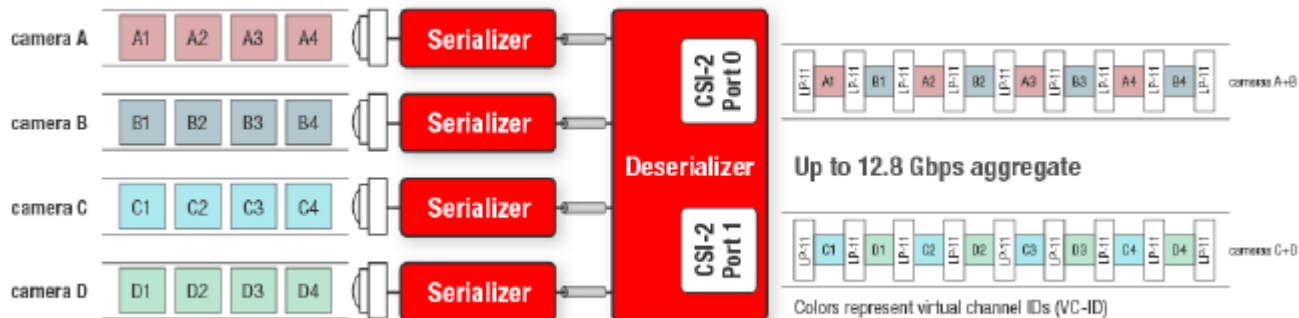 camera A A1 A2 A3 A4 Serializer
camera B B1 B2 B3 B4 Serializer
camera C C1 C2 C3 C4 Serializer
camera D D1 D2 D3 D4 Serializer
Deserializer
CSI-2
Port 0
CSI-2
Port 1
LP-11 A1 LP-11 B1 LP-11 A2 LP-11 B2 LP-11 A3 LP-11 B3 LP-11 A4 LP-11 B4 LP-11 cameras A+B
Up to 12.8 Gbps aggregate
LP-11 C1 LP-11 D1 LP-11 C2 LP-11 D2 LP-11 C3 LP-11 D3 LP-11 C4 LP-11 D4 LP-11 cameras C+D
Colors represent virtual channel IDs (VC-ID)